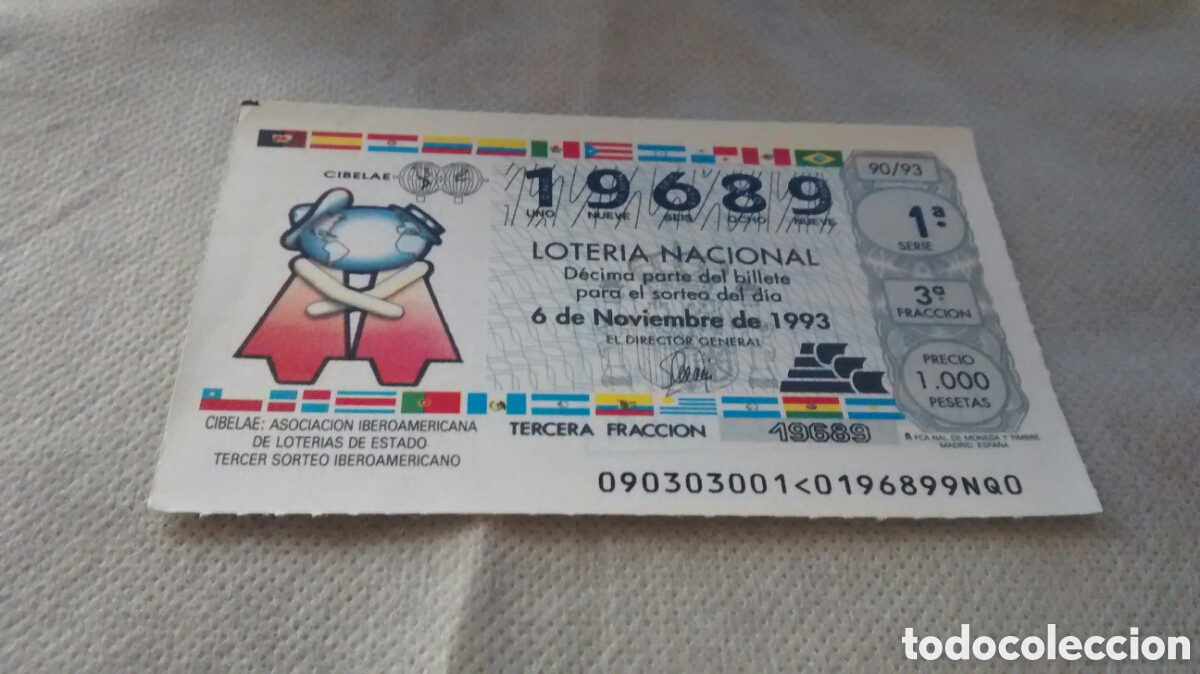 CIBELAE
19689
UNO NUEVE SEIS OCHO NUEVE
LOTERIA NACIONAL
Décima parte del billete
para el sorteo del día
6 de Noviembre de 1993
EL DIRECTOR GENERAL
90/93
1ª
SERIE
3ª
FRACCION
PRECIO
1.000
PESETAS
CIBELAE: ASOCIACION IBEROAMERICANA
DE LOTERIAS DE ESTADO
TERCER SORTEO IBEROAMERICANO
TERCERA FRACCION
19689
FCA NAL DE MONEDA Y TIMBRE
MADRID. ESPAÑA
090303001<0196899NQ0
todocoleccion